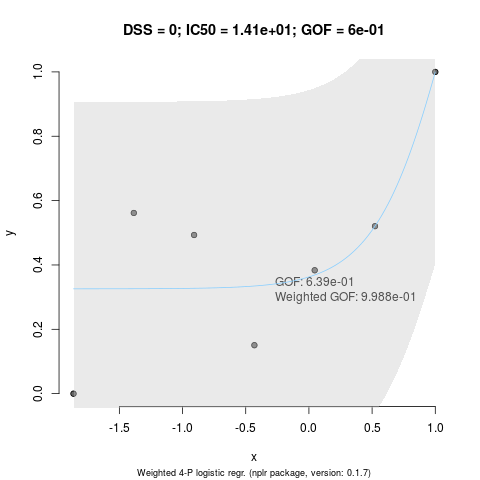 DSS = 0; IC50 = 1.41e+01; GOF = 6e-01
1.0
0.8
0.6
0.4
0.2
0.0
y
GOF: 6.39e-01
Weighted GOF: 9.988e-01
-1.5 -1.0 -0.5 0.0 0.5 1.0
x
Weighted 4-P logistic regr. (nplr package, version: 0.1.7)